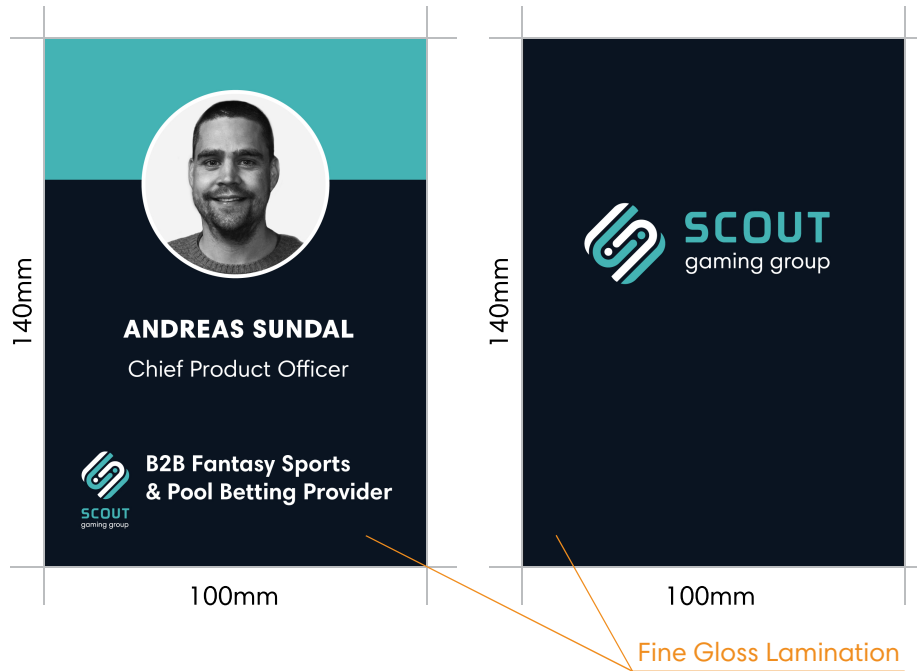 ANDREAS SUNDAL
Chief Product Officer
B2B Fantasy Sports
& Pool Betting Provider
SCOUT
gaming group
140mm
100mm
SCOUT
gaming group
140mm
100mm
Fine Gloss Lamination